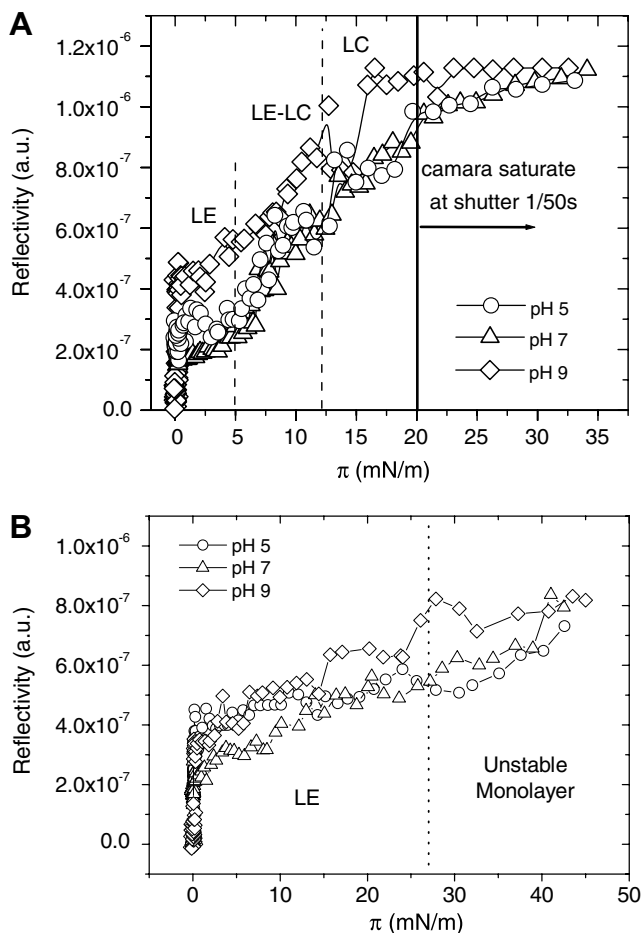 A
Reflectivity (a.u.)
1.2x10-6
1.0x10-6
8.0x10-7
6.0x10-7
4.0x10-7
2.0x10-7
0.0
LC
LE-LC
LE
camara saturate
at shutter 1/50s
pH 5
pH 7
pH 9
0 5 10 15 20 25 30 35
π (mN/m)
B
Reflectivity (a.u.)
1.0x10-6
8.0x10-7
6.0x10-7
4.0x10-7
2.0x10-7
0.0
pH 5
pH 7
pH 9
LE
Unstable
Monolayer
0 10 20 30 40 50
π (mN/m)